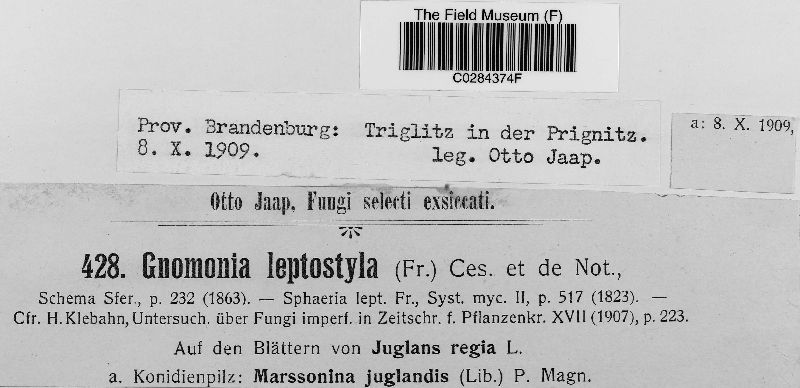 The Field Museum (F)
C0284374F
Prov. Brandenburg: Triglitz in der Prignitz.
8. X. 1909. leg. Otto Jaap.
a: 8. X. 1909,
Otto Jaap. Fungi selecti exsiccati.
428. Gnomonia leptostyla (Fr.) Ces. et de Not.,
Schema Sfer., p. 232 (1863). — Sphaeria lept. Fr., Syst. myc. II, p. 517 (1823). —
Cfr. H. Klebahn, Untersuch. über Fungi imperf. in Zeitschr. f. Pflanzenkr. XVII (1907), p. 223.
Auf den Blättern von Juglans regia L.
a. Konidienpilz: Marssonina juglandis (Lib.) P. Magn.